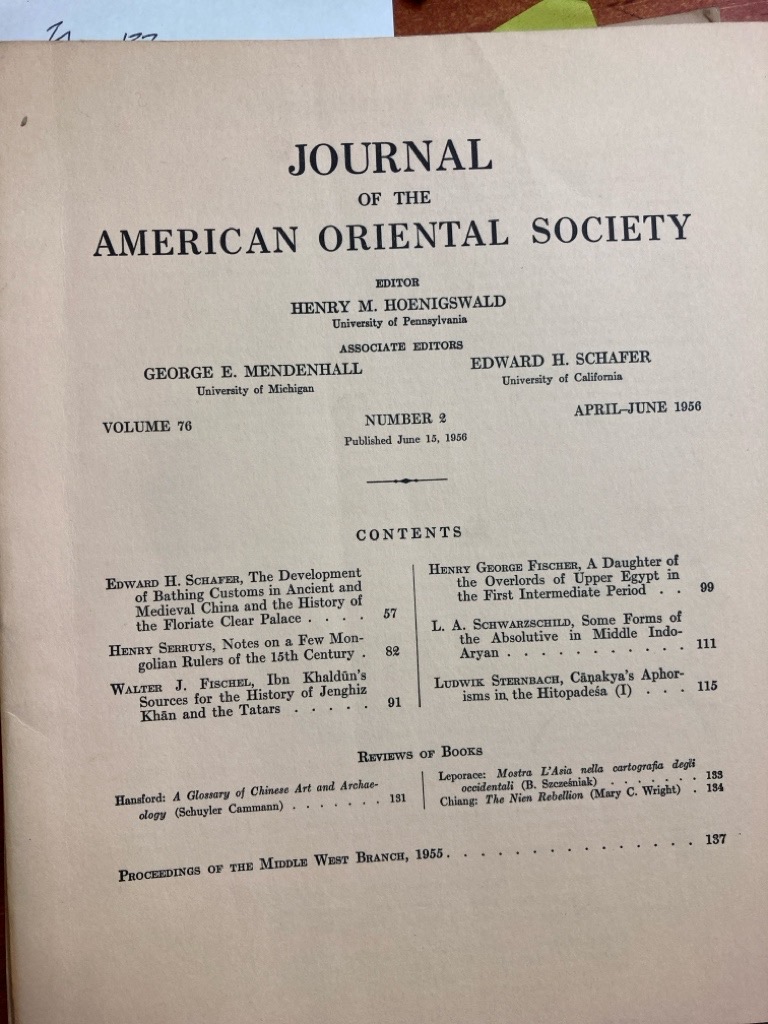 JOURNAL
OF THE
AMERICAN ORIENTAL SOCIETY
EDITOR
HENRY M. HOENIGSWALD
University of Pennsylvania
ASSOCIATE EDITORS
GEORGE E. MENDENHALL
University of Michigan
EDWARD H. SCHAFER
University of California
VOLUME 76
NUMBER 2
Published June 15, 1956
APRIL–JUNE 1956
CONTENTS
EDWARD H. SCHAFER, The Development
of Bathing Customs in Ancient and
Medieval China and the History of
the Floriate Clear Palace . . . . 57
HENRY SERRUYS, Notes on a Few Mon-
golian Rulers of the 15th Century . 82
WALTER J. FISCHEL, Ibn Khaldūn's
Sources for the History of Jenghiz
Khān and the Tatars . . . . . 91
HENRY GEORGE FISCHER, A Daughter of
the Overlords of Upper Egypt in
the First Intermediate Period . . 99
L. A. SCHWARZSCHILD, Some Forms of
the Absolutive in Middle Indo-
Aryan . . . . . . . . . . 111
LUDWIK STERNBACH, Cāṇakya's Aphor-
isms in the Hitopadeśa (I) . . . 115
REVIEWS OF BOOKS
Hansford: A Glossary of Chinese Art and Archae-
ology (Schuyler Cammann) . . . . . . . 131
Leporace: Mostra L'Asia nella cartografia degli
occidentali (B. Szcześniak) . . . . . . . 133
Chiang: The Nien Rebellion (Mary C. Wright) . 134
PROCEEDINGS OF THE MIDDLE WEST BRANCH, 1955 . . . . . . . . . . . . . . 137